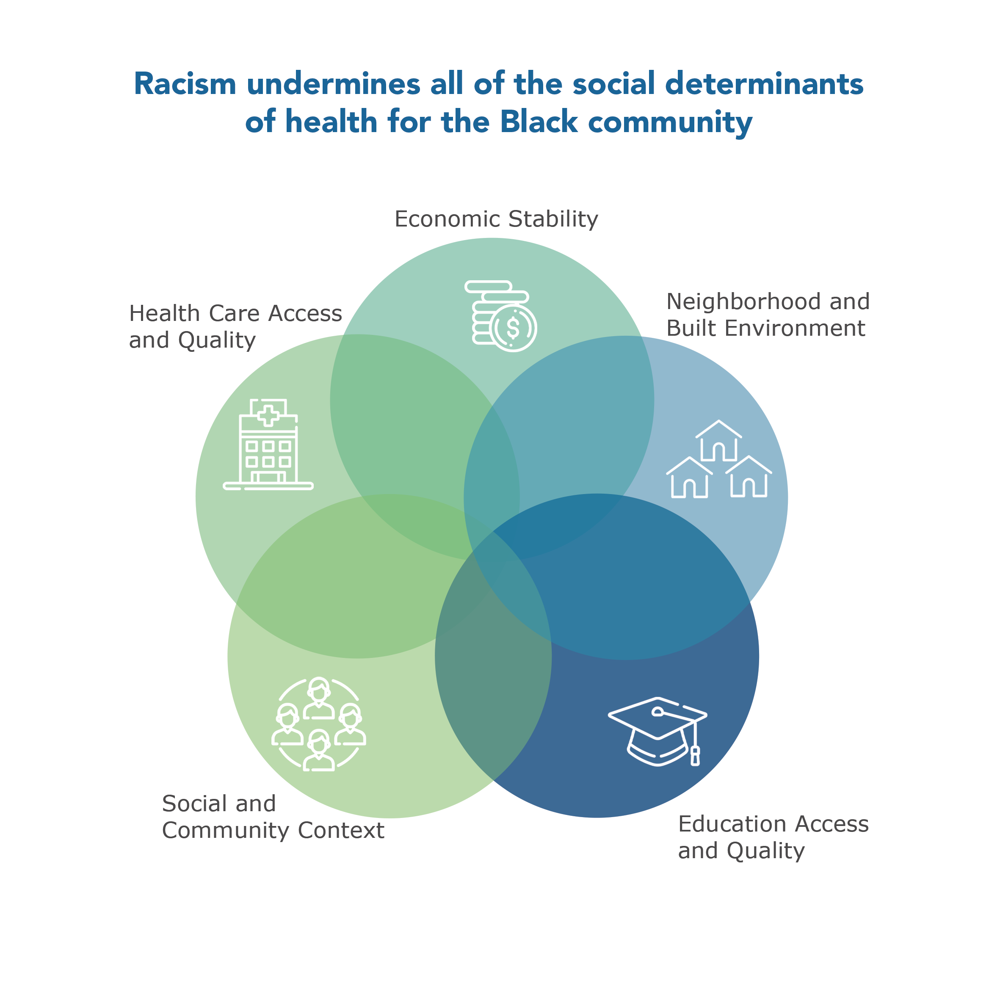 Racism undermines all of the social determinants
of health for the Black community
Economic Stability
Health Care Access
and Quality
Neighborhood and
Built Environment
$
Social and
Community Context
Education Access
and Quality